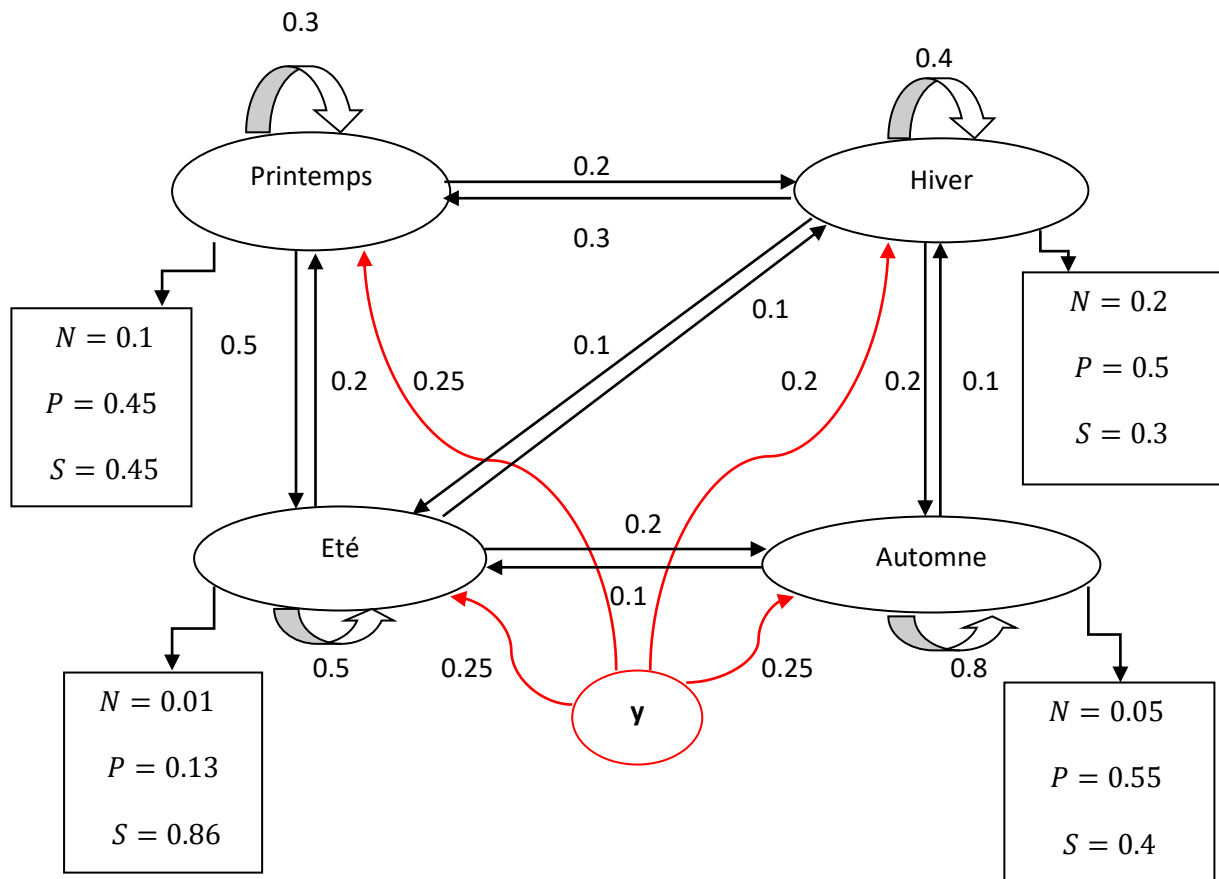 0.3
0.4
Printemps
0.2
Hiver
0.3
N = 0.1
P = 0.45
S = 0.45
0.5
0.2
0.25
0.1
0.1
0.2
0.2
0.1
N = 0.2
P = 0.5
S = 0.3
Eté
0.2
Automne
0.1
0.5
0.25
y
0.25
0.8
N = 0.01
P = 0.13
S = 0.86
N = 0.05
P = 0.55
S = 0.4